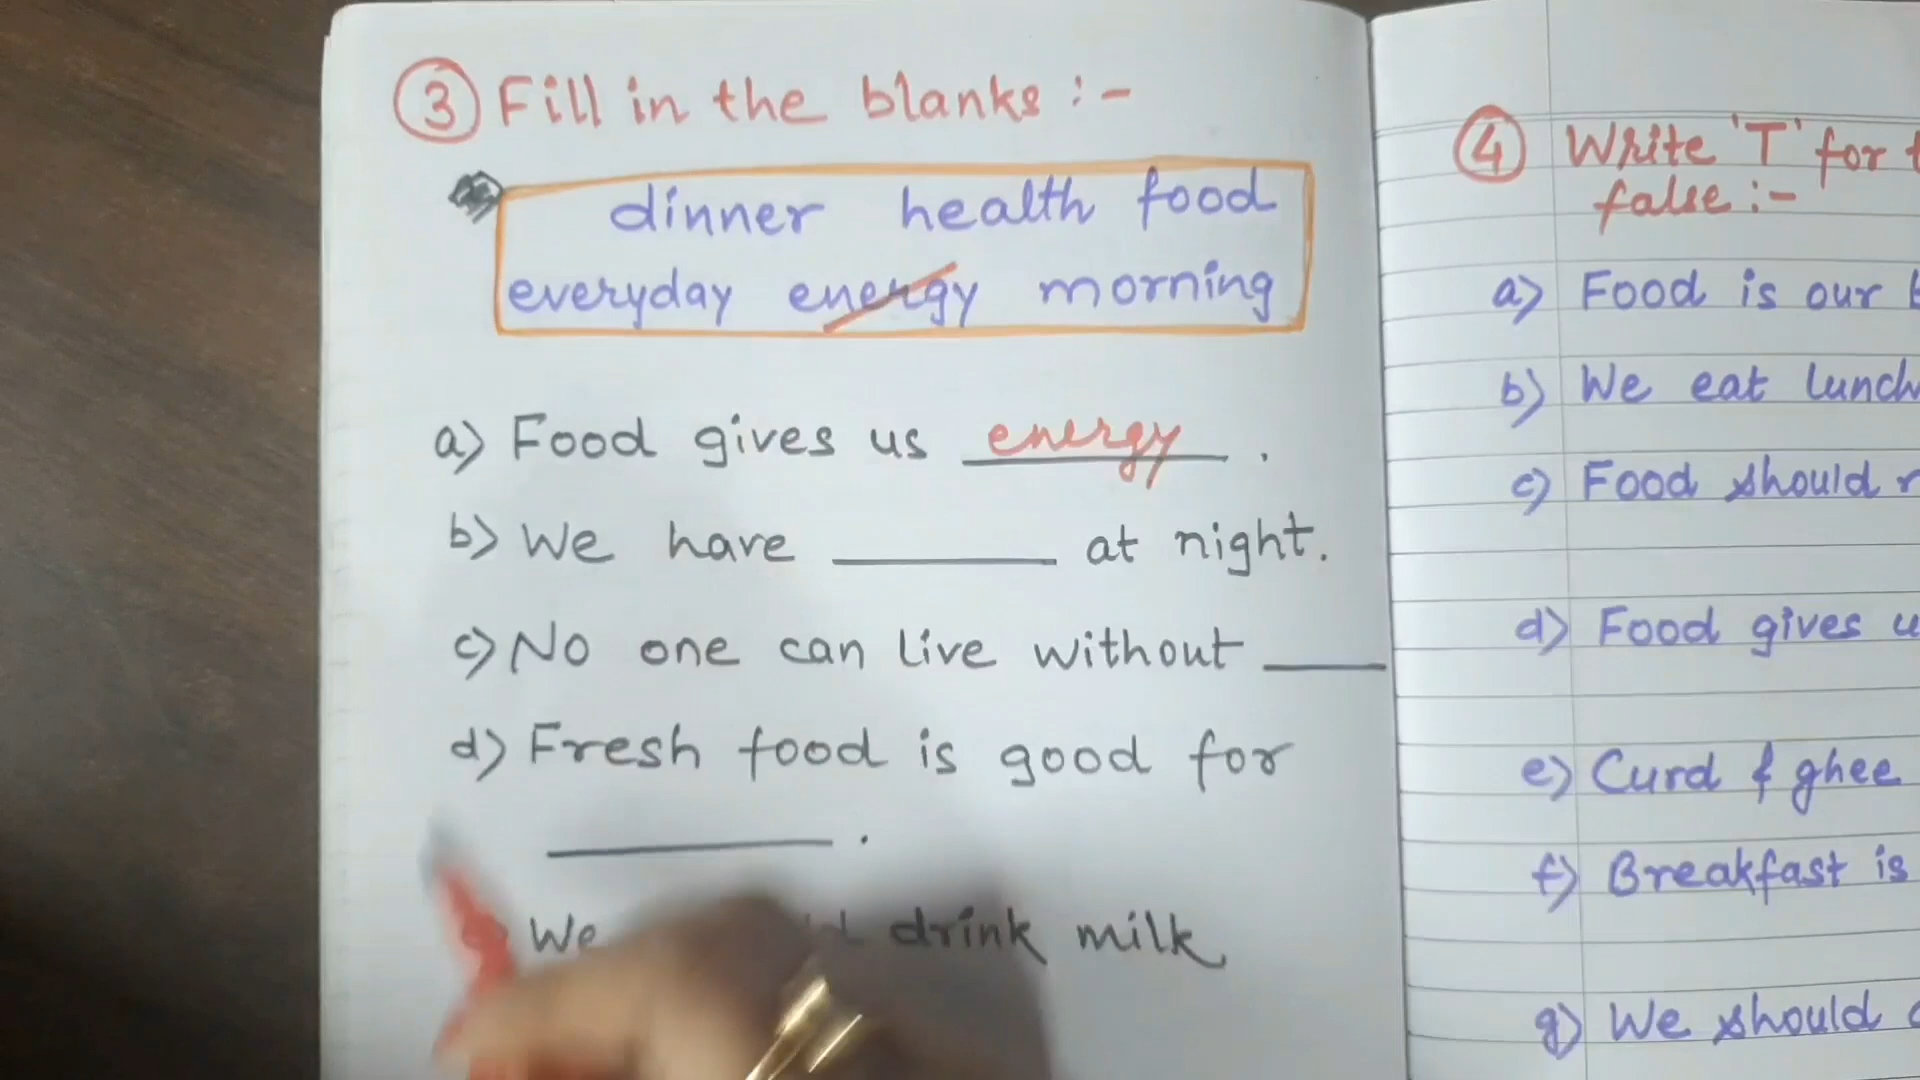 ③ Fill in the blanks :-
dinner health food
everyday energy morning
a) Food gives us energy .
b) We have ________ at night.
c) No one can live without ____
d) Fresh food is good for
________ .
We drink milk
④ Write 'T' for
false :-
a) Food is our
b) We eat lunch
c) Food should
d) Food gives
e) Curd & ghee
f) Breakfast is
g) We should